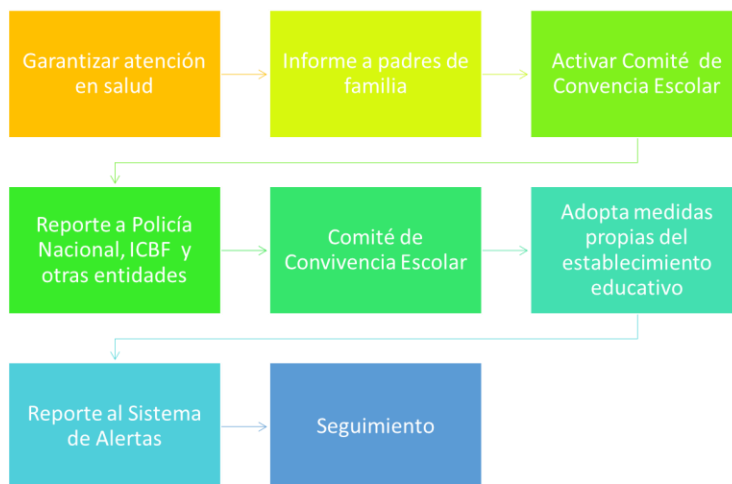 Garantizar atención
en salud
Informe a padres de
familia
Activar Comité de
Convencia Escolar
Reporte a Policía
Nacional, ICBF y
otras entidades
Comité de
Convivencia Escolar
Adopta medidas
propias del
establecimiento
educativo
Reporte al Sistema
de Alertas
Seguimiento